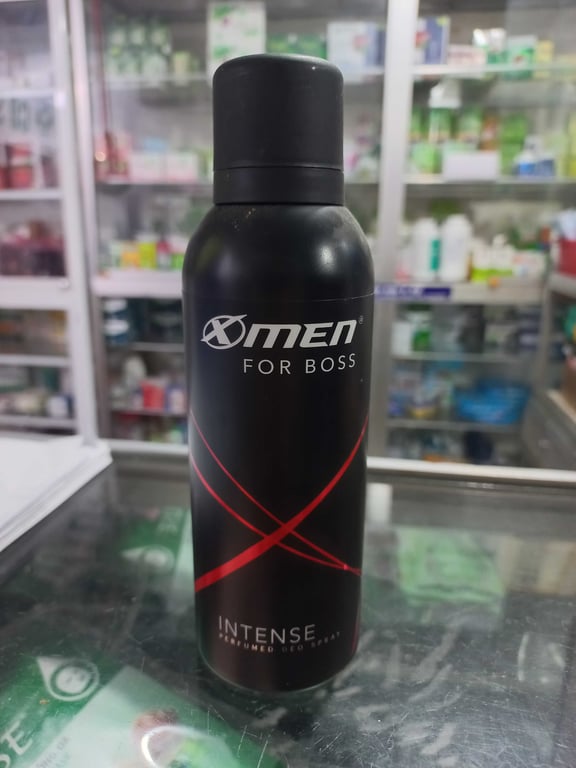 XMEN®
FOR BOSS
INTENSE
PERFUMED DEO SPRAY